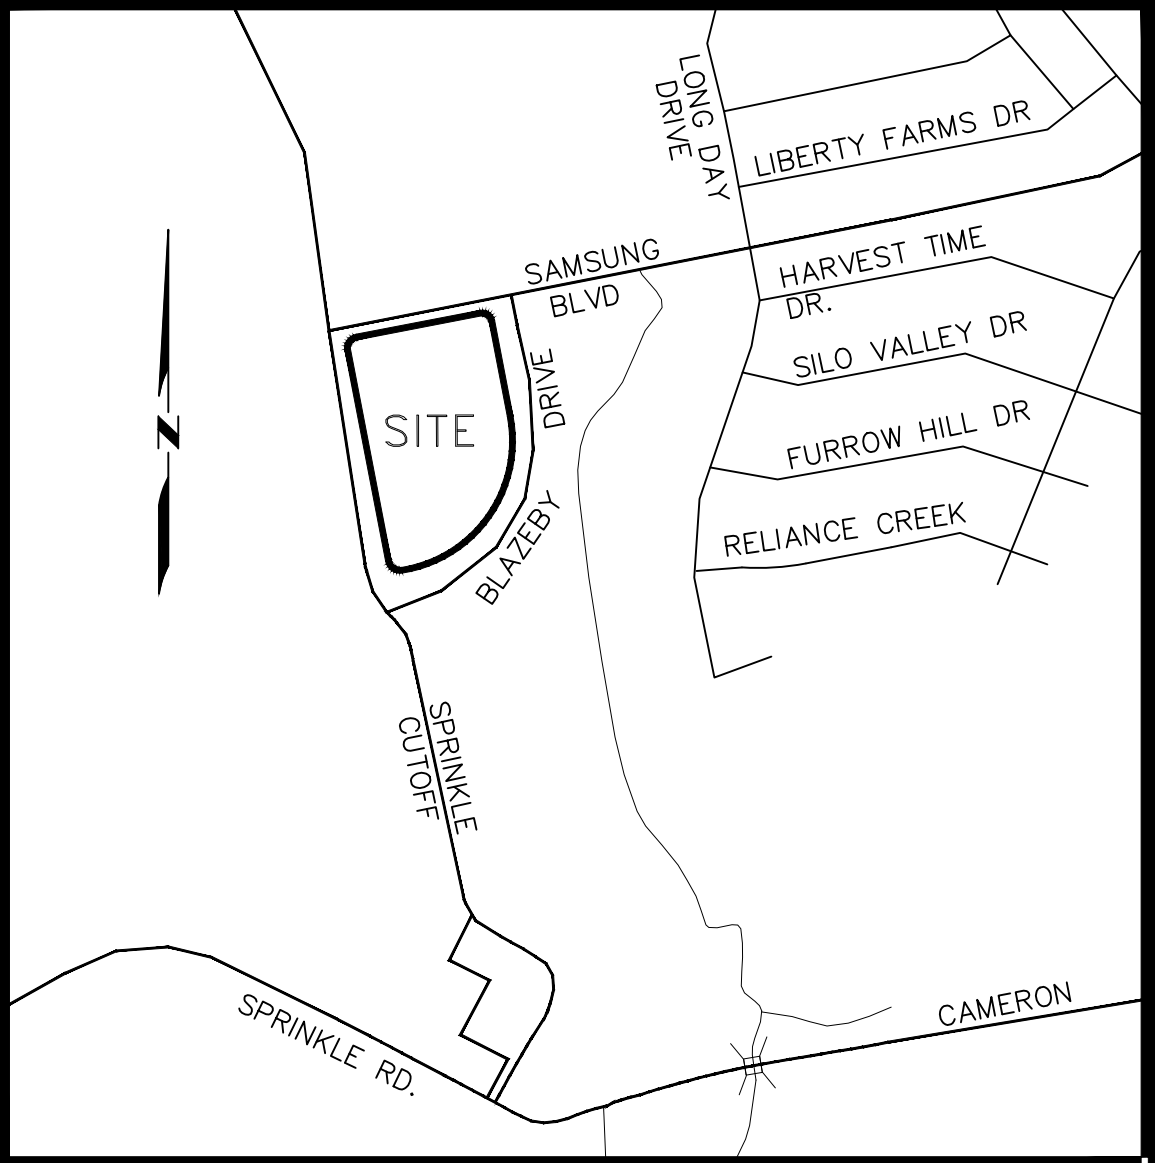 LONG DAY
DRIVE
LIBERTY FARMS DR
SAMSUNG
BLVD
HARVEST TIME
DR.
SILO VALLEY DR
FURROW HILL DR
RELIANCE CREEK
SITE
BLAZEBY DRIVE
N
SPRINKLE
CUTOFF
SPRINKLE RD.
CAMERON